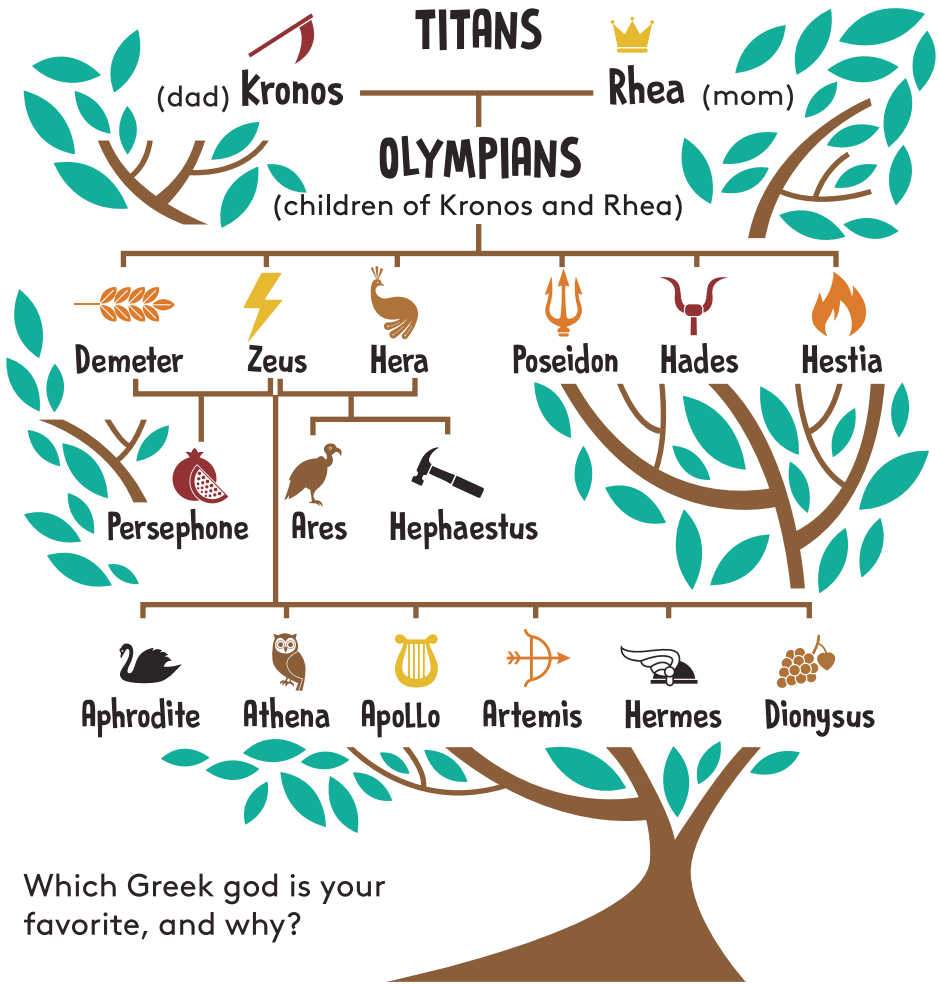 TITANS
(dad) Kronos Rhea (mom)
OLYMPIANS
(children of Kronos and Rhea)
Demeter Zeus Hera Poseidon Hades Hestia
Persephone Ares Hephaestus
Aphrodite Athena Apollo Artemis Hermes Dionysus
Which Greek god is your
favorite, and why?